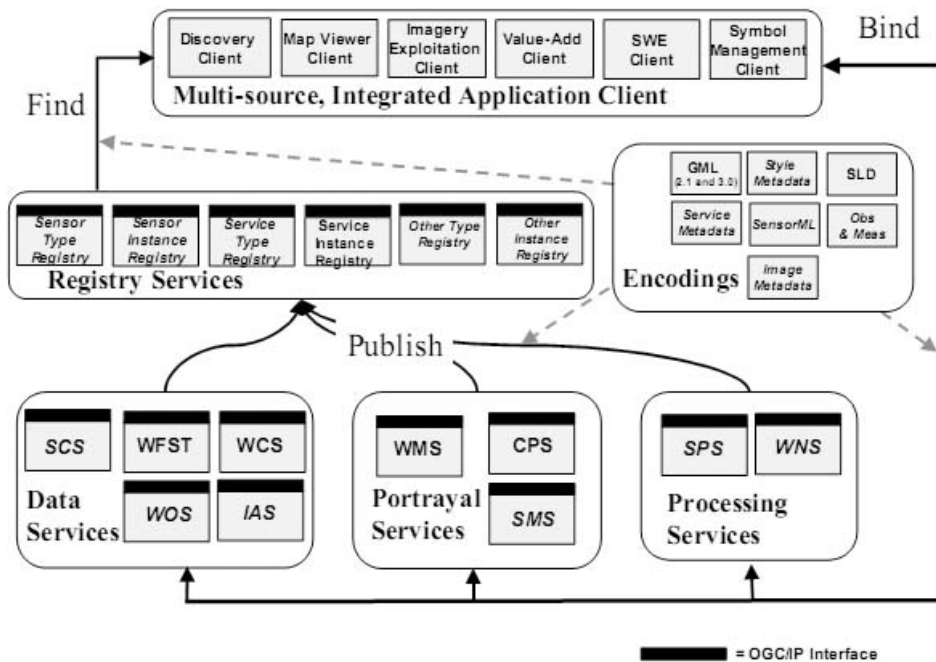 Discovery
Client
Map Viewer
Client
Imagery
Exploitation
Client
Value-Add
Client
SWE
Client
Symbol
Management
Client
Multi-source, Integrated Application Client
Bind
Find
GML
(2.1 and 3.0)
Style
Metadata
SLD
Service
Metadata
SensorML
Obs
& Meas
Image
Metadata
Encodings
Sensor
Type
Registry
Sensor
Instance
Registry
Service
Type
Registry
Service
Instance
Registry
Other Type
Registry
Other
Instance
Registry
Registry Services
Publish
SCS
WFST
WCS
WOS
IAS
Data
Services
WMS
CPS
SMS
Portrayal
Services
SPS
WNS
Processing
Services
= OGC/IP Interface